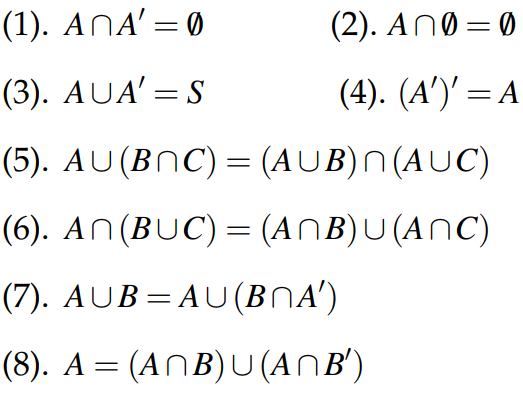 (1). A∩A′ = ∅ (2). A∩∅ = ∅
(3). A∪A′ = S (4). (A′)′ = A
(5). A∪(B∩C) = (A∪B)∩(A∪C)
(6). A∩(B∪C) = (A∩B)∪(A∩C)
(7). A∪B = A∪(B∩A′)
(8). A = (A∩B)∪(A∩B′)